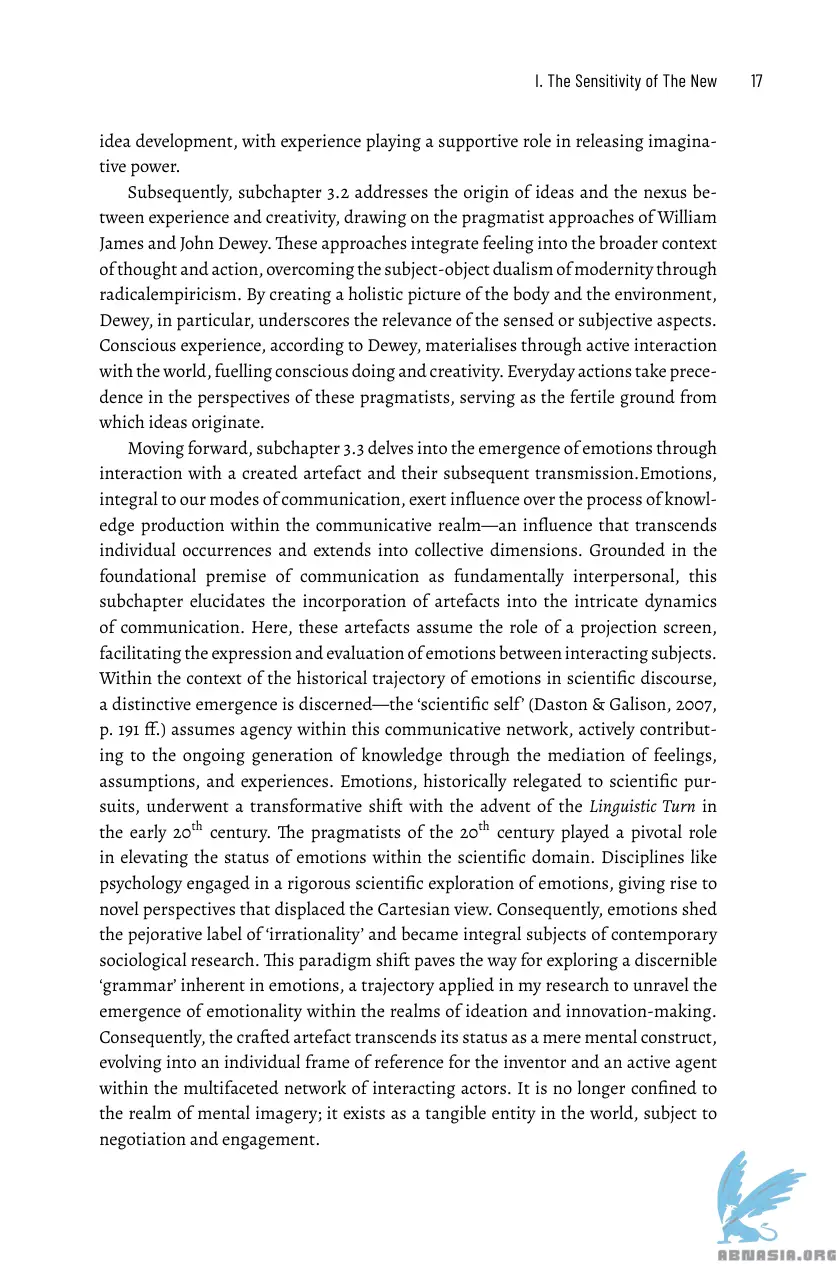 I. The Sensitivity of The New 17
idea development, with experience playing a supportive role in releasing imagina-
tive power.
Subsequently, subchapter 3.2 addresses the origin of ideas and the nexus be-
tween experience and creativity, drawing on the pragmatist approaches of William
James and John Dewey. These approaches integrate feeling into the broader context
of thought and action, overcoming the subject-object dualism of modernity through
radicalempiricism. By creating a holistic picture of the body and the environment,
Dewey, in particular, underscores the relevance of the sensed or subjective aspects.
Conscious experience, according to Dewey, materialises through active interaction
with the world, fuelling conscious doing and creativity. Everyday actions take prece-
dence in the perspectives of these pragmatists, serving as the fertile ground from
which ideas originate.
Moving forward, subchapter 3.3 delves into the emergence of emotions through
interaction with a created artefact and their subsequent transmission.Emotions,
integral to our modes of communication, exert influence over the process of knowl-
edge production within the communicative realm—an influence that transcends
individual occurrences and extends into collective dimensions. Grounded in the
foundational premise of communication as fundamentally interpersonal, this
subchapter elucidates the incorporation of artefacts into the intricate dynamics
of communication. Here, these artefacts assume the role of a projection screen,
facilitating the expression and evaluation of emotions between interacting subjects.
Within the context of the historical trajectory of emotions in scientific discourse,
a distinctive emergence is discerned—the ‘scientific self’ (Daston & Galison, 2007,
p. 191 ff.) assumes agency within this communicative network, actively contribut-
ing to the ongoing generation of knowledge through the mediation of feelings,
assumptions, and experiences. Emotions, historically relegated to scientific pur-
suits, underwent a transformative shift with the advent of the Linguistic Turn in
the early 20th century. The pragmatists of the 20th century played a pivotal role
in elevating the status of emotions within the scientific domain. Disciplines like
psychology engaged in a rigorous scientific exploration of emotions, giving rise to
novel perspectives that displaced the Cartesian view. Consequently, emotions shed
the pejorative label of ‘irrationality’ and became integral subjects of contemporary
sociological research. This paradigm shift paves the way for exploring a discernible
‘grammar’ inherent in emotions, a trajectory applied in my research to unravel the
emergence of emotionality within the realms of ideation and innovation-making.
Consequently, the crafted artefact transcends its status as a mere mental construct,
evolving into an individual frame of reference for the inventor and an active agent
within the multifaceted network of interacting actors. It is no longer confined to
the realm of mental imagery; it exists as a tangible entity in the world, subject to
negotiation and engagement.
ABNASIA.ORG